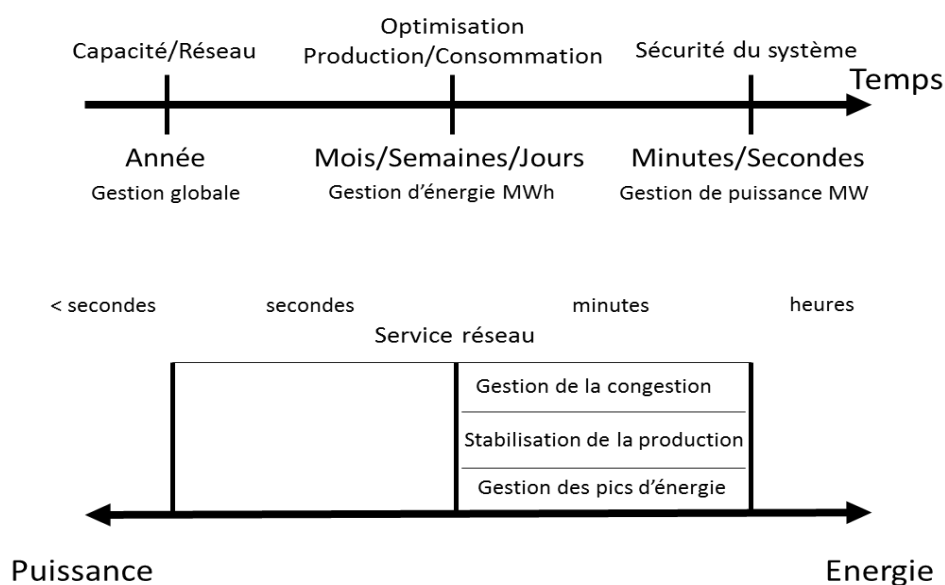 Optimisation
Capacité/Réseau Production/Consommation Sécurité du système
Temps
Année Mois/Semaines/Jours Minutes/Secondes
Gestion globale Gestion d'énergie MWh Gestion de puissance MW
< secondes secondes minutes heures
Service réseau
Gestion de la congestion
Stabilisation de la production
Gestion des pics d'énergie
Puissance Energie